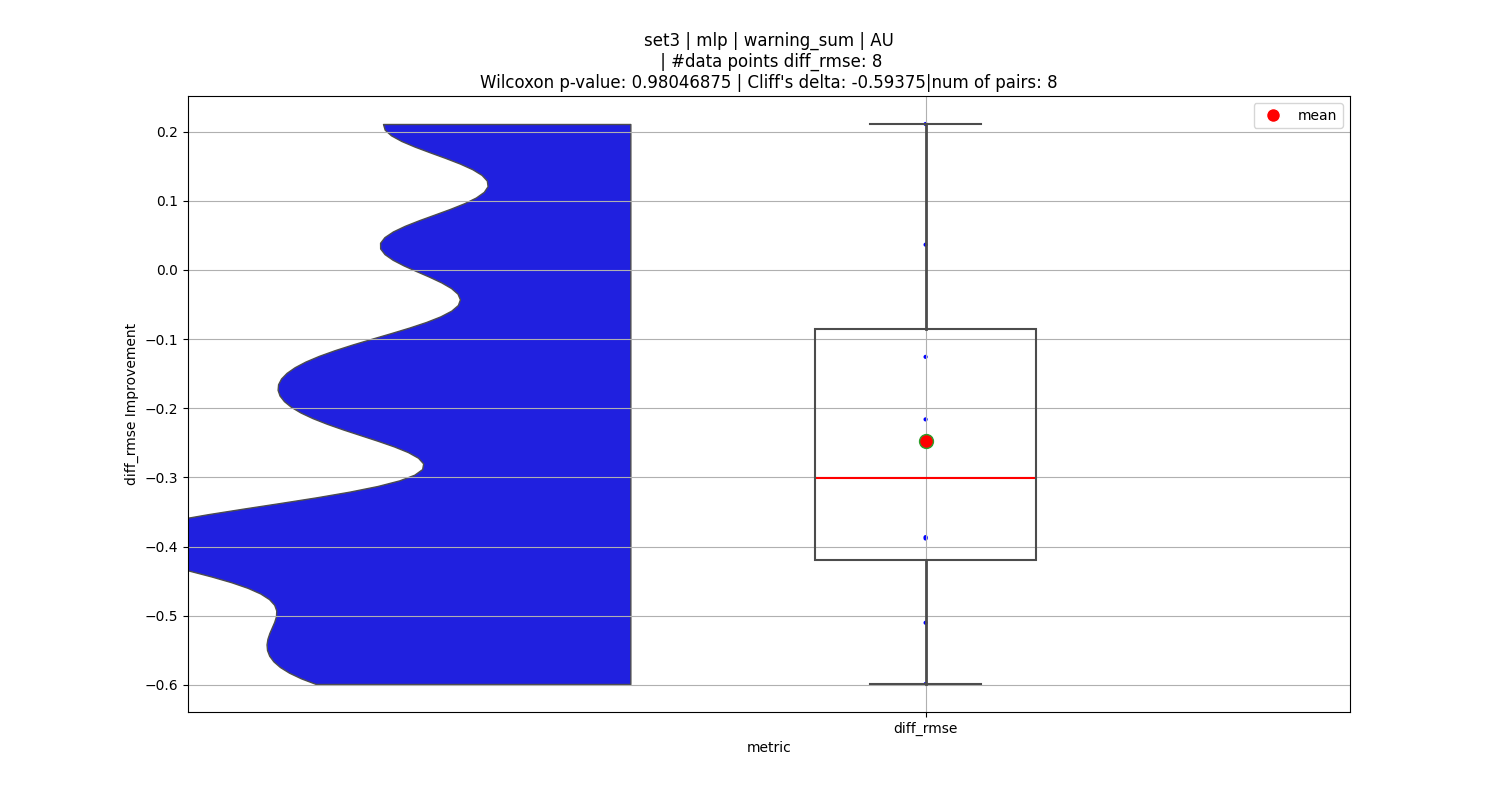 set3 | mlp | warning_sum | AU
| #data points diff_rmse: 8
Wilcoxon p-value: 0.98046875 | Cliff's delta: -0.59375|num of pairs: 8
mean
0.2
0.1
0.0
−0.1
−0.2
−0.3
−0.4
−0.5
−0.6
diff_rmse Improvement
diff_rmse
metric